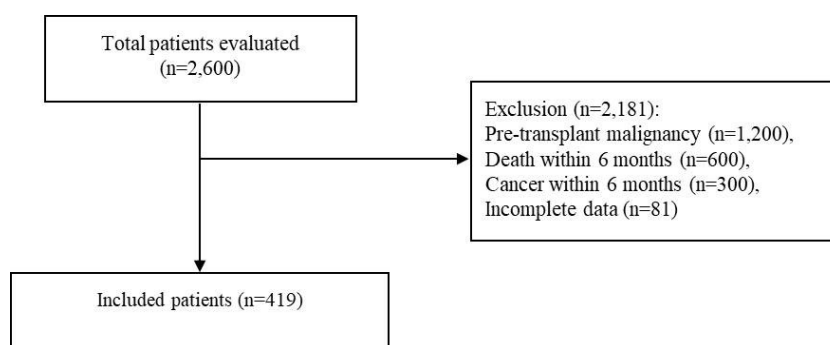 Total patients evaluated
(n=2,600)
Exclusion (n=2,181):
Pre-transplant malignancy (n=1,200),
Death within 6 months (n=600),
Cancer within 6 months (n=300),
Incomplete data (n=81)
Included patients (n=419)